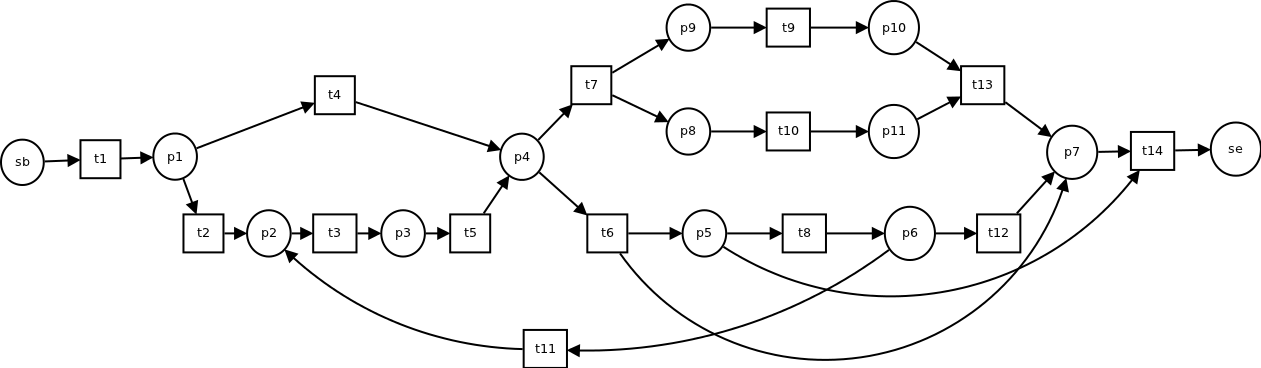 p9 t9 p10
t7 t13
t4
p8 t10 p11
sb t1 p1 p4 p7 t14 se
t2 p2 t3 p3 t5 t6 p5 t8 p6 t12
t11